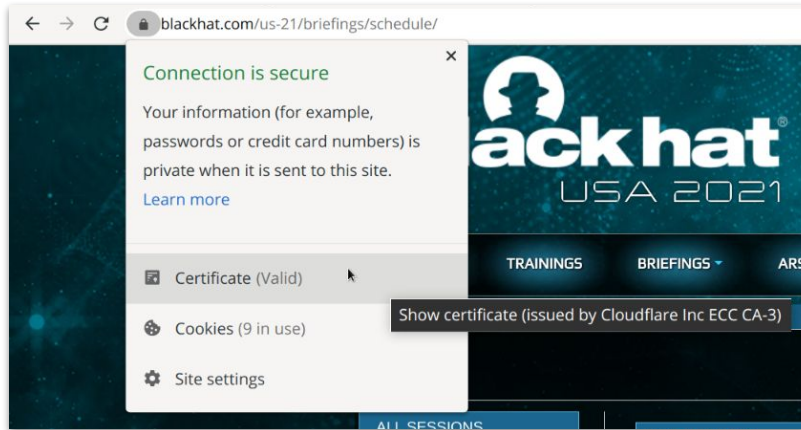 blackhat.com/us-21/briefings/schedule/
Connection is secure
Your information (for example,
passwords or credit card numbers) is
private when it is sent to this site.
Learn more
ack hat®
USA 2021
TRAININGS
BRIEFINGS
ARS
Certificate (Valid)
Show certificate (issued by Cloudflare Inc ECC CA-3)
Cookies (9 in use)
Site settings
ALL SESSIONS